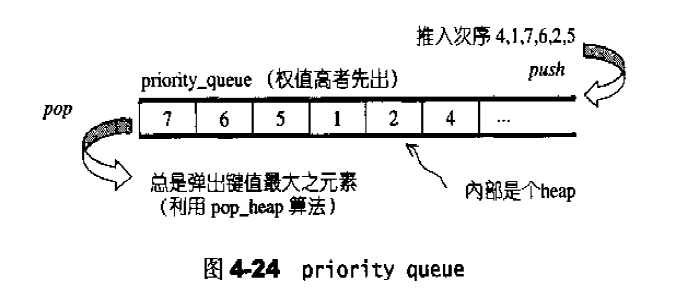 推入次序 4,1,7,6,2,5
priority_queue （权值高者先出）
push
pop
7 6 5 1 2 4 ...
总是弹出键值最大之元素
（利用 pop_heap 算法）
內部是个heap
图 4-24 priority queue